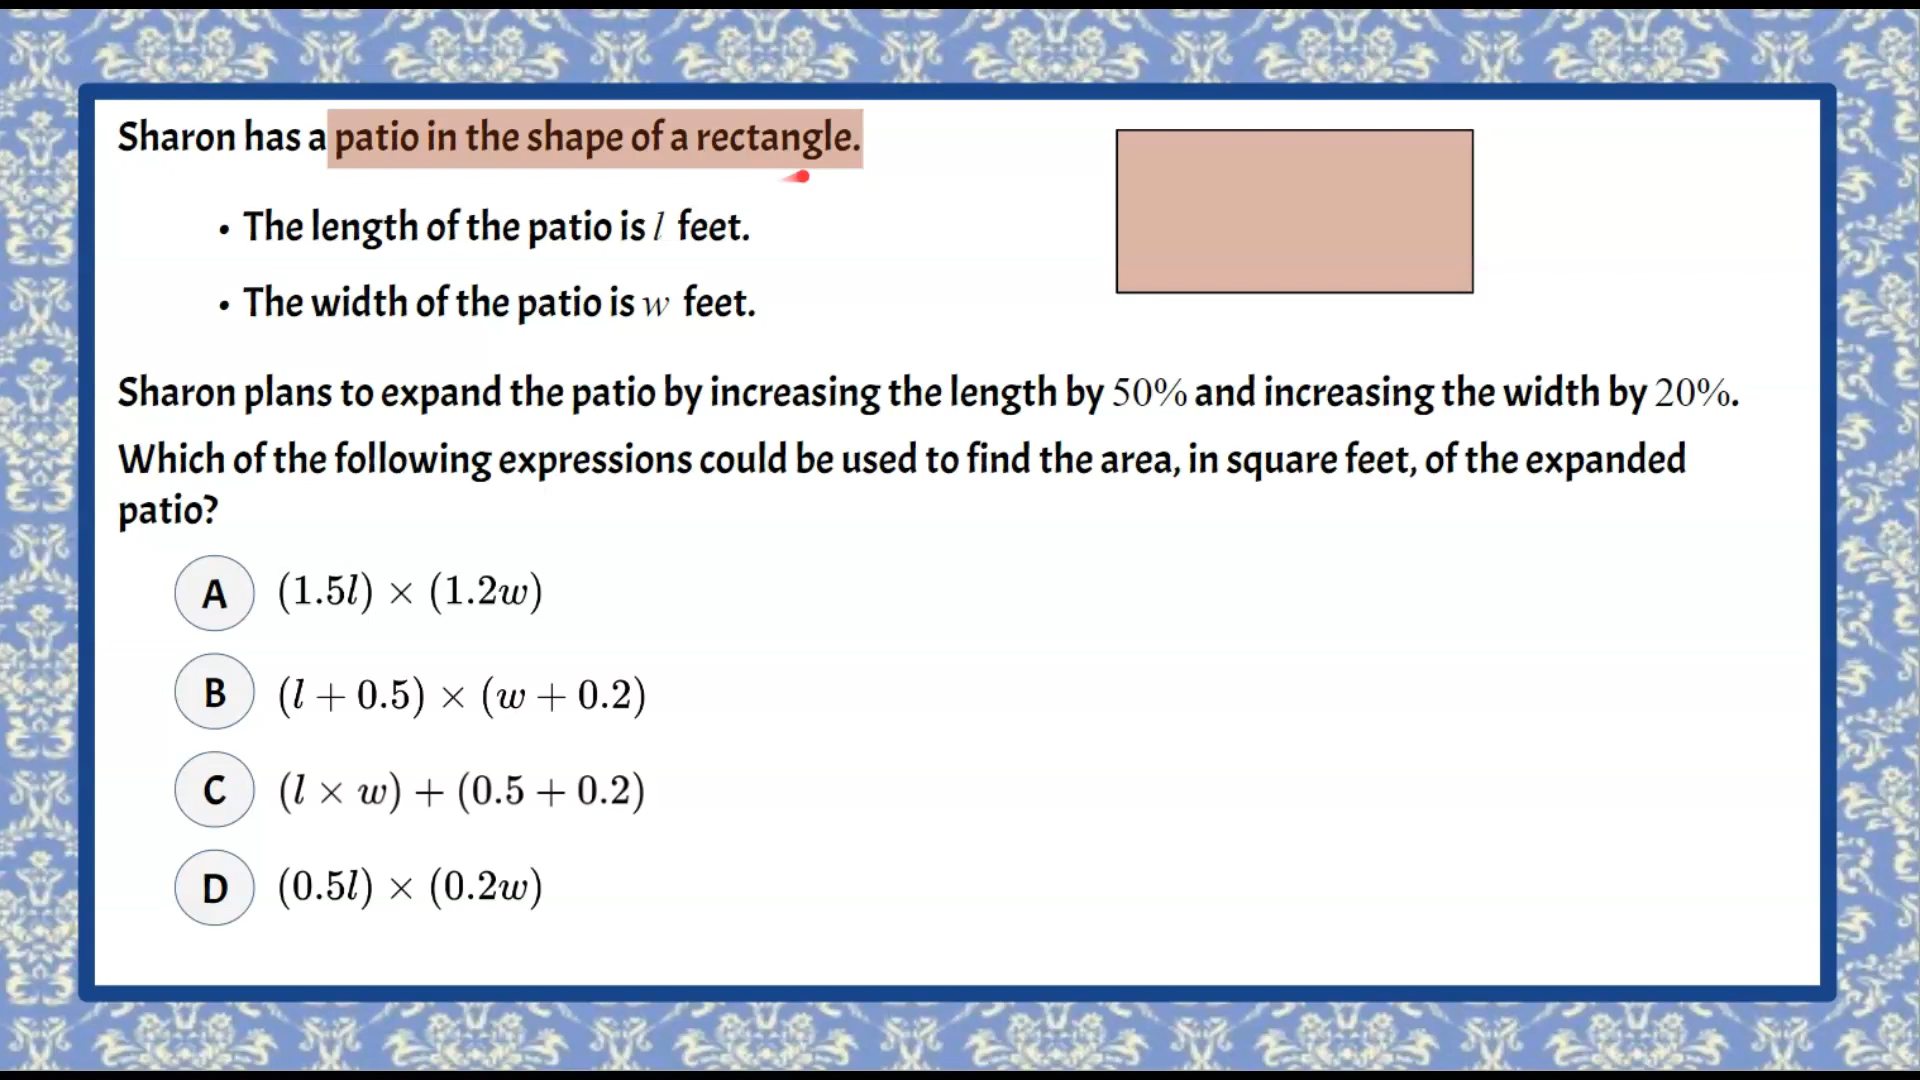 Sharon has a patio in the shape of a rectangle.
• The length of the patio is l feet.
• The width of the patio is w feet.
Sharon plans to expand the patio by increasing the length by 50% and increasing the width by 20%.
Which of the following expressions could be used to find the area, in square feet, of the expanded
patio?
A (1.5l) × (1.2w)
B (l + 0.5) × (w + 0.2)
C (l × w) + (0.5 + 0.2)
D (0.5l) × (0.2w)